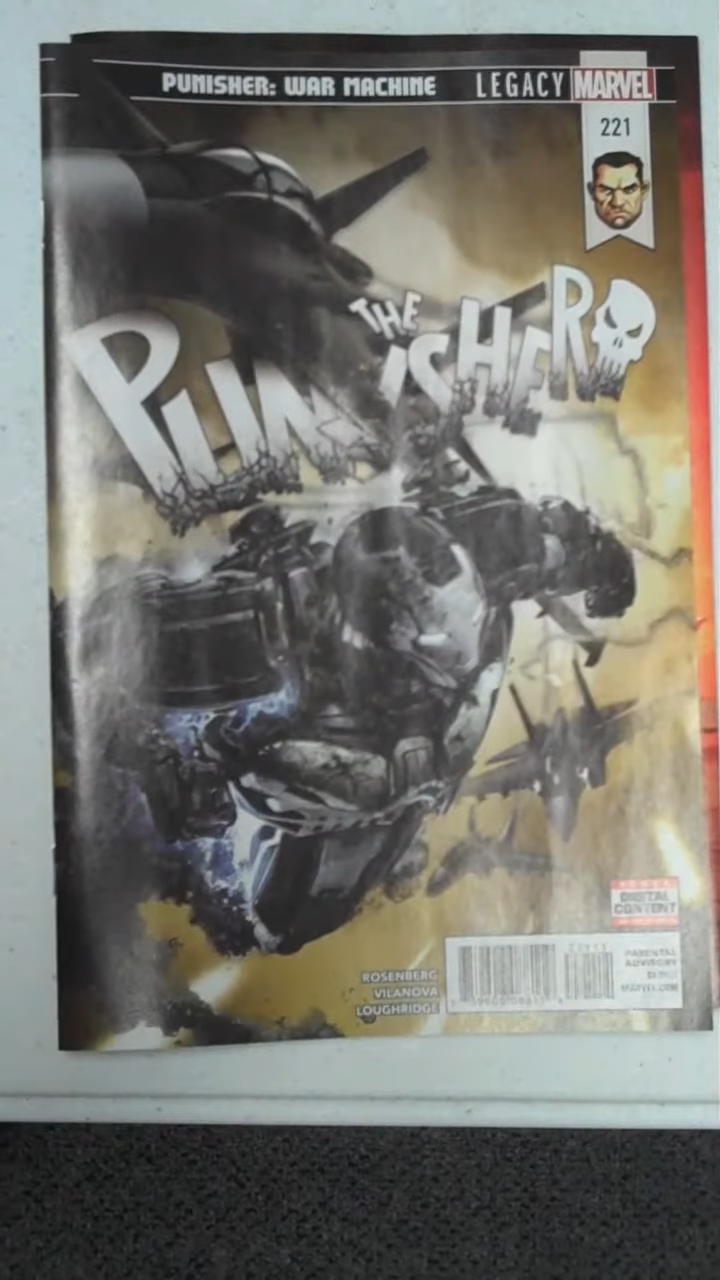 PUNISHER: WAR MACHINE LEGACY MARVEL
221
THE
PUNISHER
DIGITAL
CONTENT
ROSENBERG
VILANOVA
LOUGHRIDGE
PARENTAL
ADVISORY
MARVEL.COM